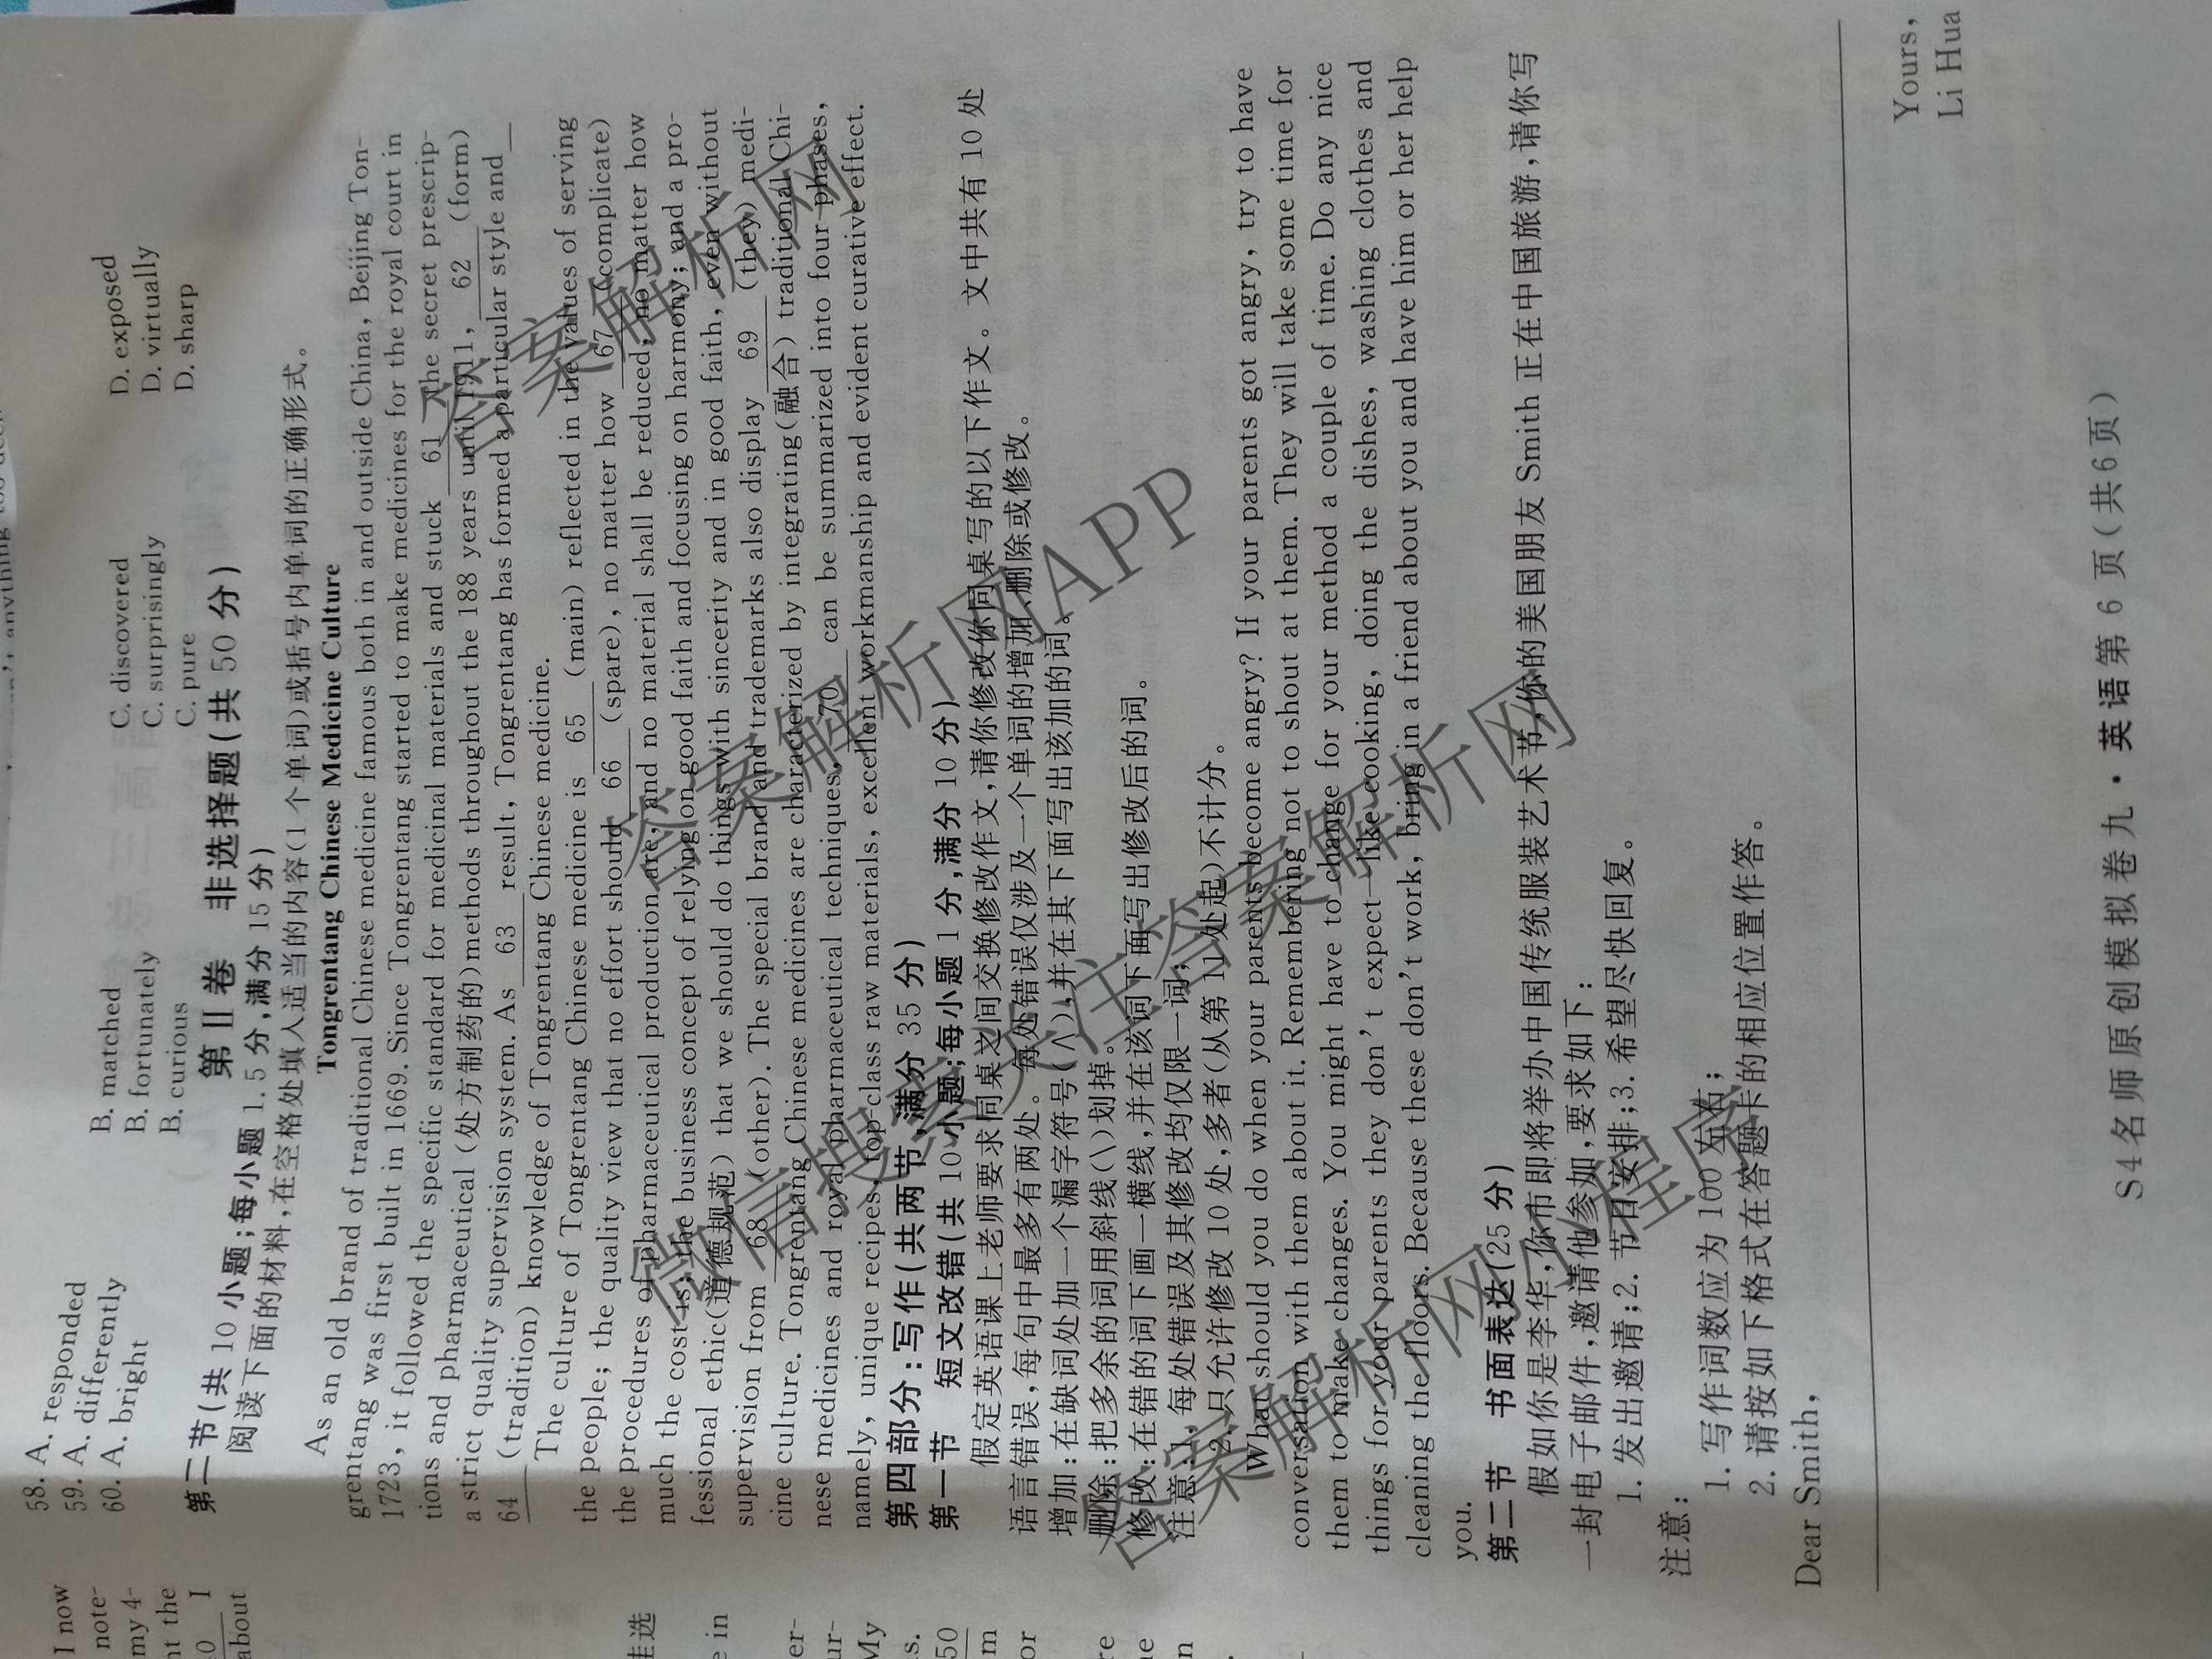 58. A. responded B. matched C. discovered D. exposed
59. A. differently B. fortunately C. surprisingly D. virtually
60. A. bright B. curious C. pure D. sharp
第Ⅱ卷 非选择题(共 50 分)
第二节(共 10 小题;每小题 1.5 分,满分 15 分)
阅读下面的材料,在空格处填入适当的内容(1 个单词)或括号内单词的正确形式。
Tongrentang Chinese Medicine Culture
As an old brand of traditional Chinese medicine famous both in and outside China, Beijing Ton-
grentang was first built in 1669. Since Tongrentang started to make medicines for the royal court in
1723, it followed the specific standard for medicinal materials and stuck 61 the secret prescrip-
tions and pharmaceutical (处方制药的)methods throughout the 188 years until 1911, 62 (form)
a strict quality supervision system. As 63 result, Tongrentang has formed a particular style and
64 (tradition) knowledge of Tongrentang Chinese medicine.
The culture of Tongrentang Chinese medicine is 65 (main) reflected in the values of serving
the people; the quality view that no effort should 66 (spare), no matter how 67 (complicate)
the procedures of pharmaceutical production are, and no material shall be reduced, no matter how
much the cost is; the business concept of relying on good faith and focusing on harmony; and a pro-
fessional ethic(道德规范) that we should do things with sincerity and in good faith, even without
supervision from 68 (other). The special brand and trademarks also display 69 (they) medi-
cine culture. Tongrentang Chinese medicines are characterized by integrating(融合) traditional Chi-
nese medicines and royal pharmaceutical techniques, 70 can be summarized into four phases,
namely, unique recipes, top-class raw materials, excellent workmanship and evident curative effect.
第四部分:写作(共两节,满分 35 分)
第一节 短文改错(共 10 小题;每小题 1 分,满分 10 分)
假定英语课上老师要求同桌之间交换修改作文,请你修改你同桌写的以下作文。文中共有 10 处
语言错误,每句中最多有两处。每处错误仅涉及一个单词的增加、删除或修改。
增加:在缺词处加一个漏字符号(∧),并在其下面写出该加的词。
删除:把多余的词用斜线(\)划掉。
修改:在错的词下画一横线,并在该词下面写出修改后的词。
注意:1. 每处错误及其修改均仅限一词;
2. 只允许修改 10 处,多者(从第 11 处起)不计分。
What should you do when your parents become angry? If your parents got angry, try to have
conversation with them about it. Remembering not to shout at them. They will take some time for
them to make changes. You might have to change for your method a couple of time. Do any nice
things for your parents they don't expect—like cooking, doing the dishes, washing clothes and
cleaning the floors. Because these don't work, bring in a friend about you and have him or her help
you.
第二节 书面表达(25 分)
假如你是李华,你市即将举办中国传统服装艺术节,你的美国朋友 Smith 正在中国旅游,请你写
一封电子邮件,邀请他参加,要求如下:
1. 发出邀请;2. 节日安排;3. 希望尽快回复。
注意:
1. 写作词数应为 100 左右;
2. 请按如下格式在答题卡的相应位置作答。
Dear Smith,
Yours,
Li Hua
S4名师原创模拟卷九·英语第 6 页(共6页)